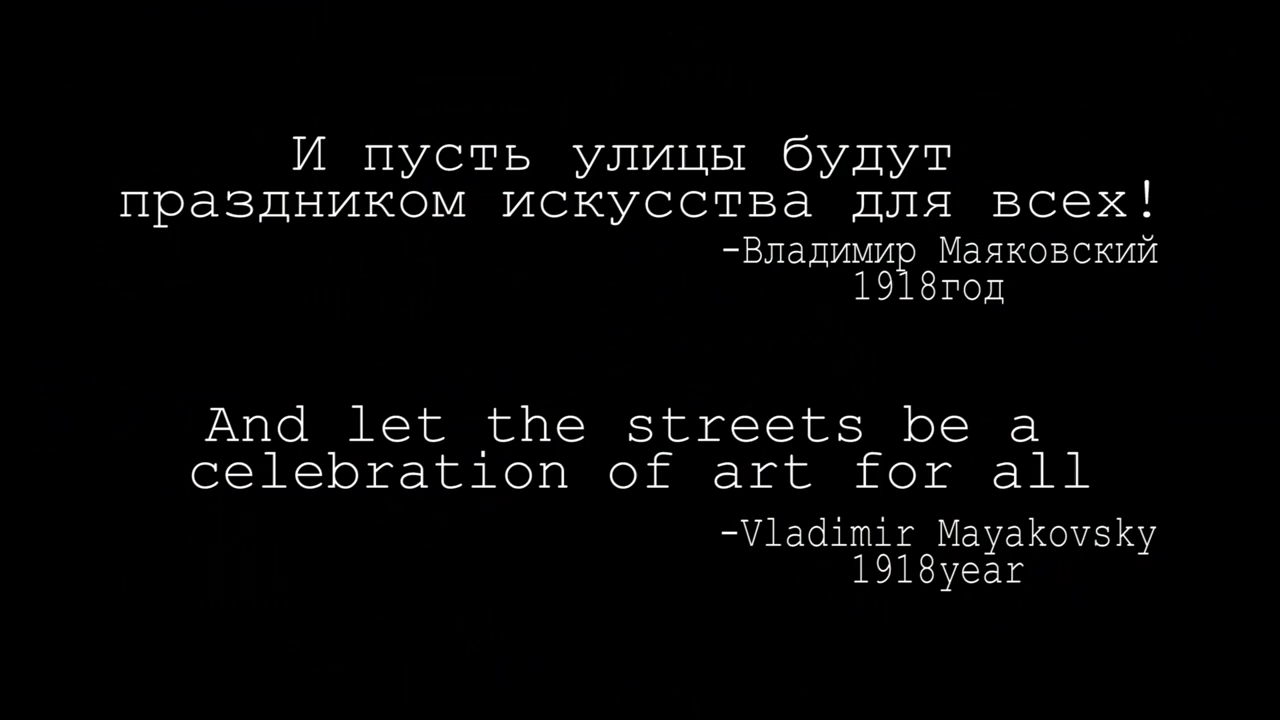 И пусть улицы будут
праздником искусства для всех!
-Владимир Маяковский
1918год
And let the streets be a
celebration of art for all
-Vladimir Mayakovsky
1918year